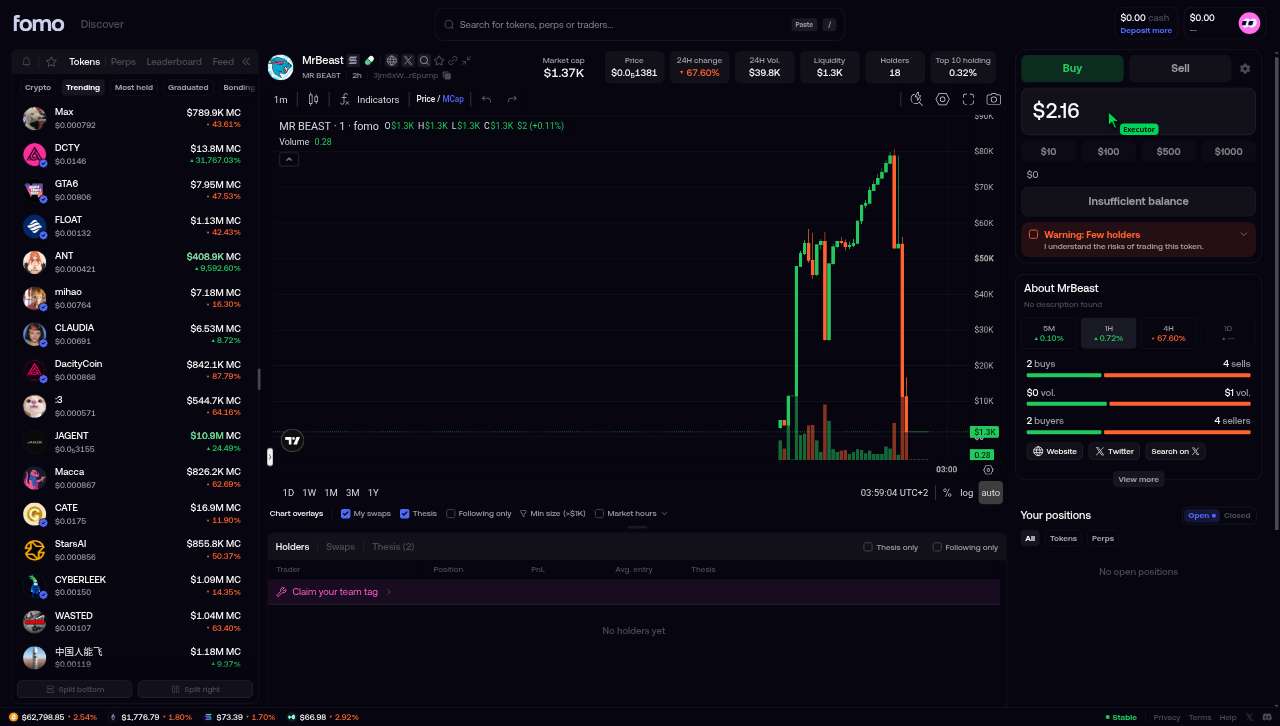 fomo Discover
Search for tokens, perps or traders... Paste /
$0.00 cash
Deposit more
$0.00
—
Tokens Perps Leaderboard Feed
Crypto Trending Most held Graduated Bonding
Max $789.9K MC
$0.000792 43.61%
DCTY $13.8M MC
$0.0146 31,767.03%
GTA6 $7.95M MC
$0.00806 47.53%
FLOAT $1.13M MC
$0.00132 42.43%
ANT $408.9K MC
$0.000421 9,592.60%
mihao $7.18M MC
$0.00764 16.30%
CLAUDIA $6.53M MC
$0.00691 8.72%
DacityCoin $842.1K MC
$0.000868 87.79%
:3 $544.7K MC
$0.000571 64.16%
JAGENT $10.9M MC
$0.0₅3155 24.49%
Macca $826.2K MC
$0.000867 62.69%
CATE $16.9M MC
$0.0175 11.90%
StarsAI $855.8K MC
$0.000856 50.37%
CYBERLEEK $1.09M MC
$0.00150 14.35%
WASTED $1.04M MC
$0.00107 63.40%
中国人能飞 $1.18M MC
$0.00119 9.37%
Split bottom Split right
MrBeast
MR BEAST 2h 3jm6xW...rEpump
Market cap
$1.37K
Price
$0.0₅1381
24H change
67.60%
24H Vol.
$39.8K
Liquidity
$1.3K
Holders
18
Top 10 holding
0.32%
1m Indicators Price / MCap
MR BEAST · 1 · fomo O$1.3K H$1.3K L$1.3K C$1.3K $2 (+0.11%)
Volume 0.28
$90K
$80K
$70K
$60K
$50K
$40K
$30K
$20K
$10K
$1.3K
$0
0.28
03:00
1D 1W 1M 3M 1Y
03:59:04 UTC+2 % log auto
Chart overlays My swaps Thesis Following only Min size (>$1K) Market hours
Holders Swaps Thesis (2) Thesis only Following only
Trader Position PnL Avg. entry Thesis
Claim your team tag
No holders yet
Buy Sell
$2.16
Executor
$10 $100 $500 $1000
$0
Insufficient balance
Warning: Few holders
I understand the risks of trading this token.
About MrBeast
No description found
5M 1H 4H 1D
0.10% 0.72% 67.60% —
2 buys 4 sells
$0 vol. $1 vol.
2 buyers 4 sellers
Website Twitter Search on X
View more
Your positions Open Closed
All Tokens Perps
No open positions
$62,798.85 2.54% $1,776.79 1.80% $73.39 1.70% $66.98 2.92%
Stable Privacy Terms Help